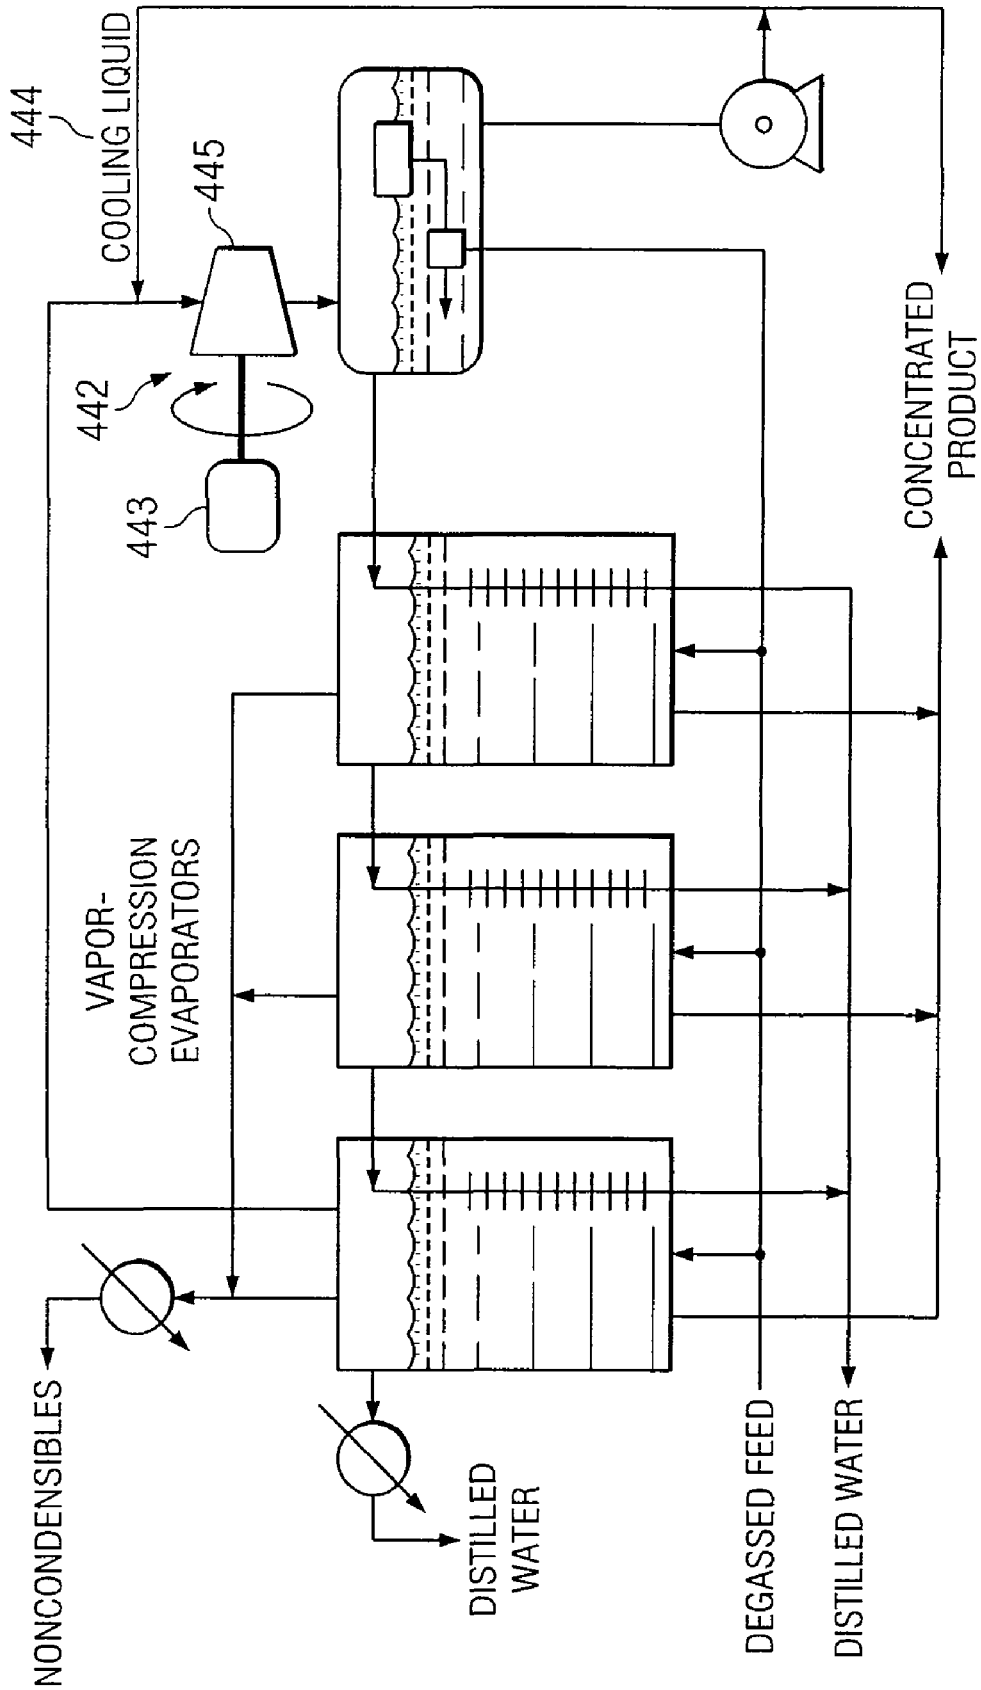 NONCONDENSIBLES
VAPOR-
COMPRESSION
EVAPORATORS
443
442
445
444
COOLING LIQUID
DISTILLED
WATER
DEGASSED FEED
DISTILLED WATER
CONCENTRATED
PRODUCT